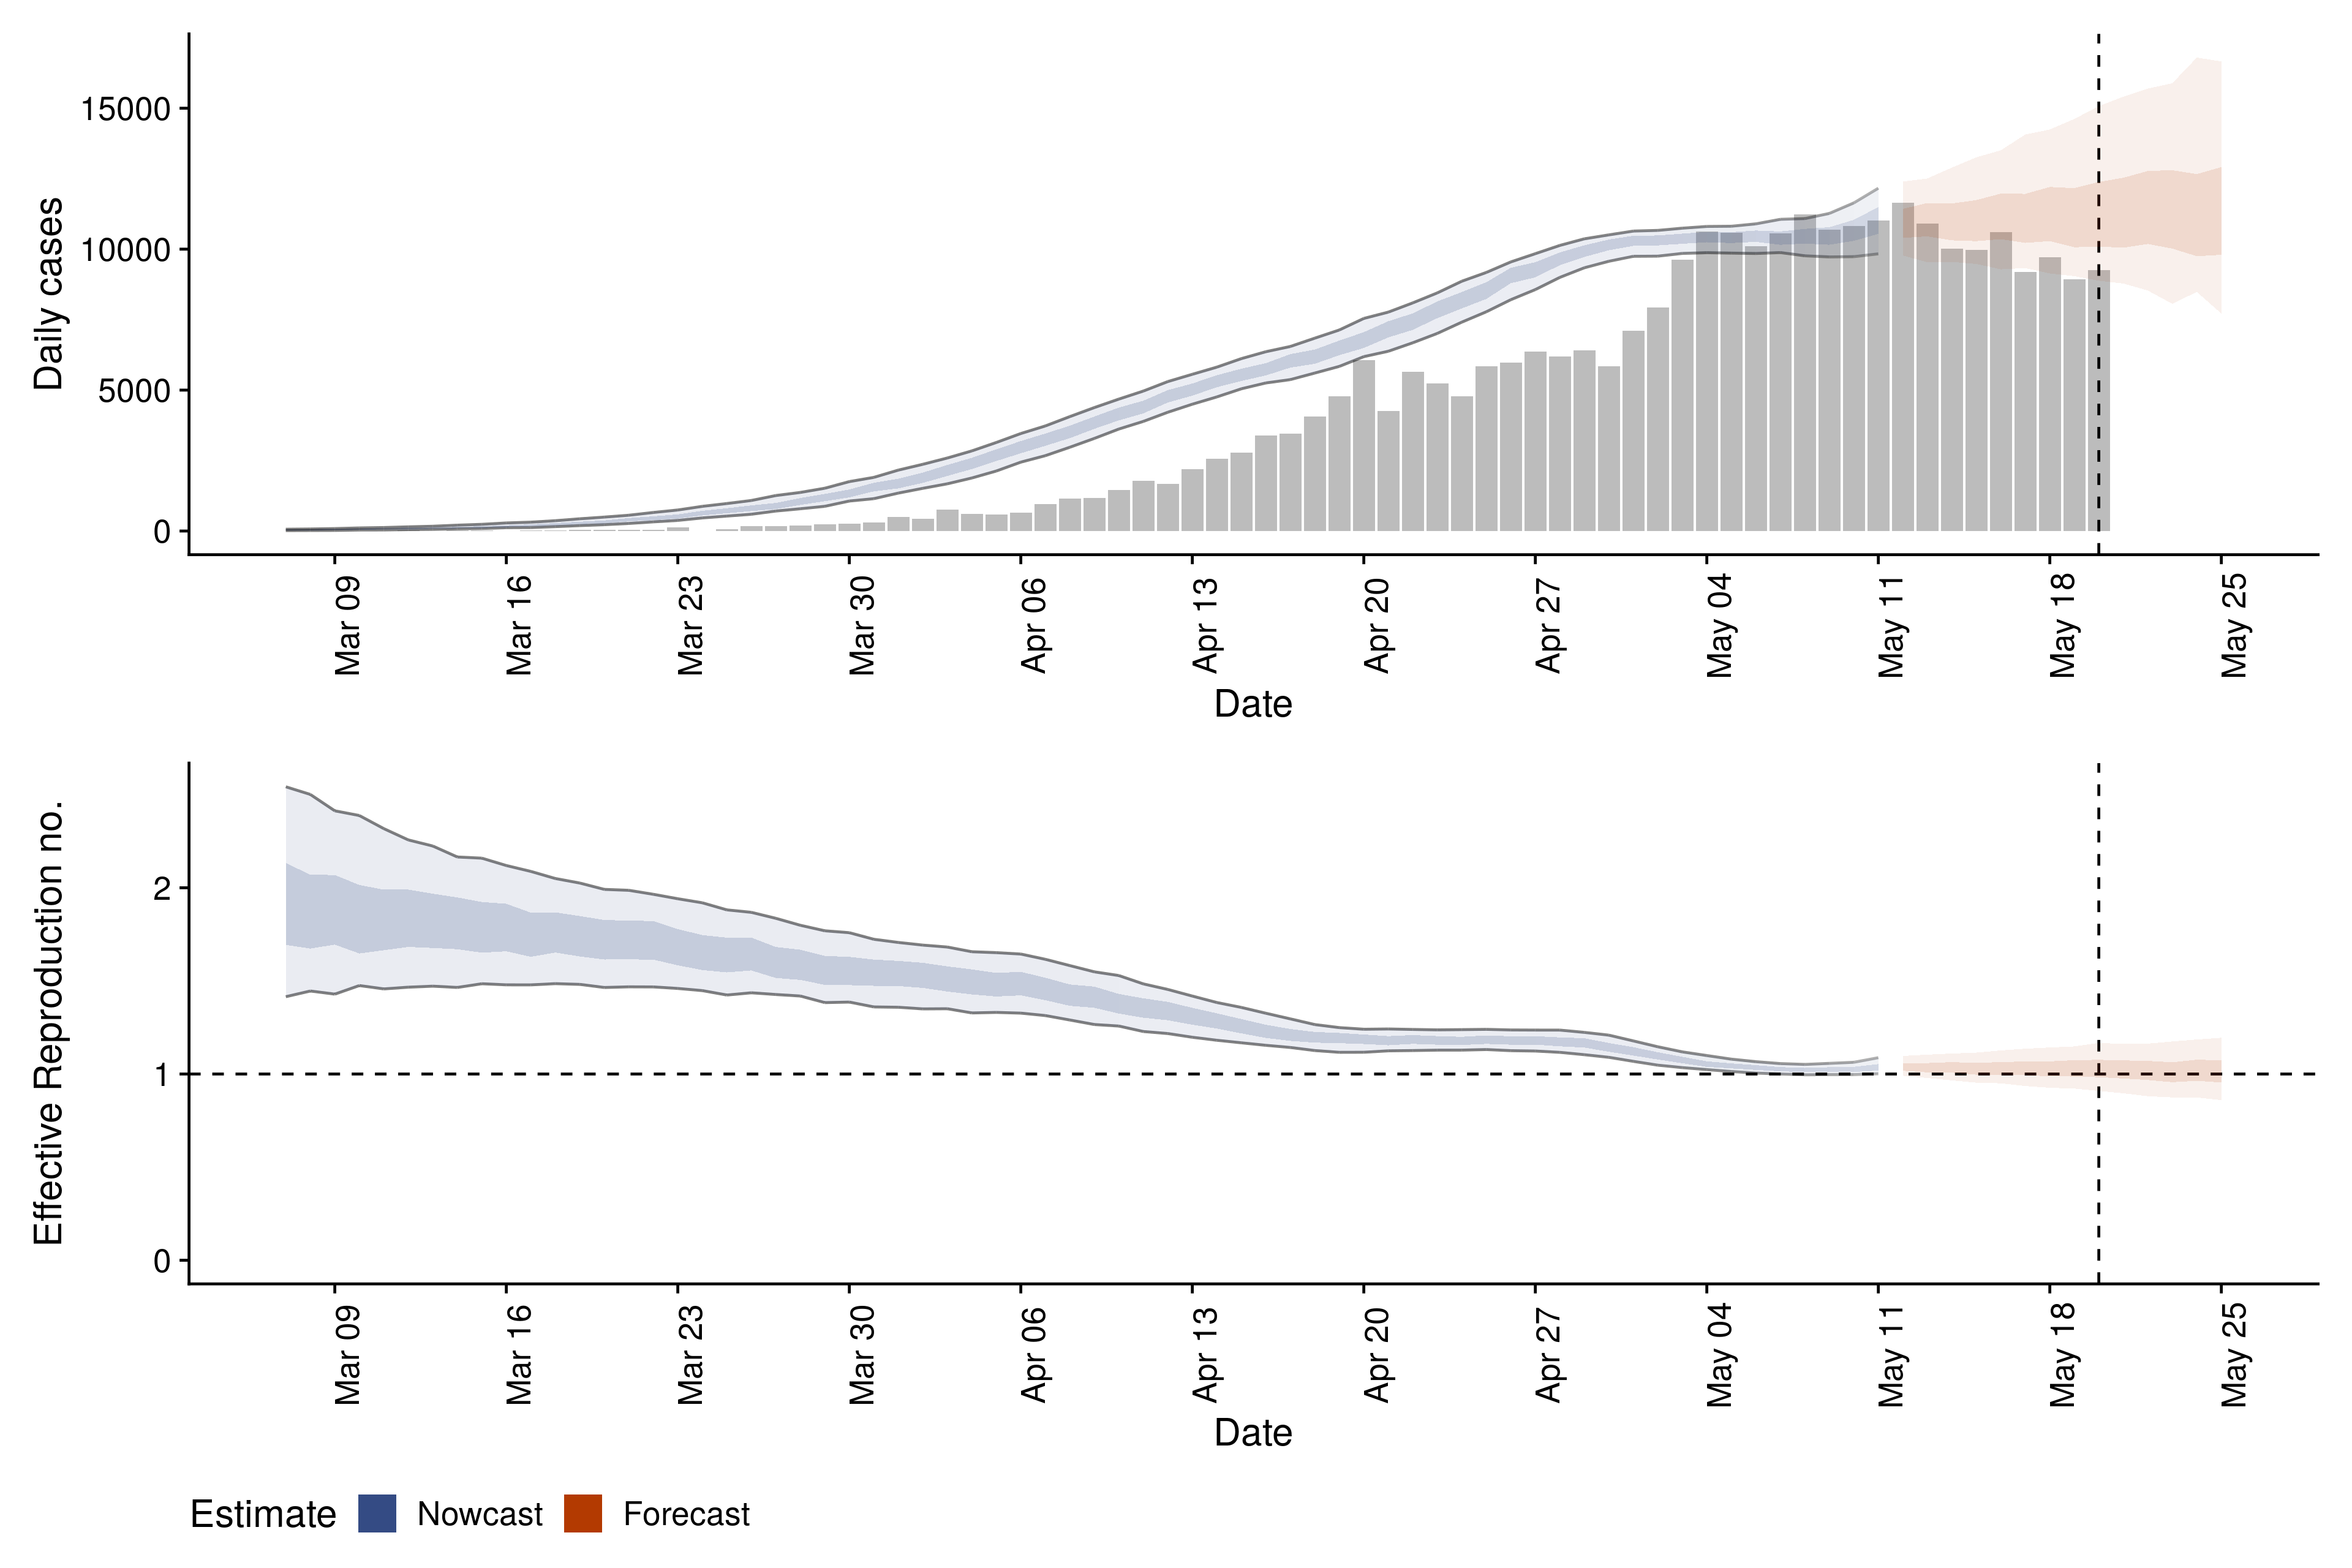 Daily cases
15000
10000
5000
0
Mar 09
Mar 16
Mar 23
Mar 30
Apr 06
Apr 13
Apr 20
Apr 27
May 04
May 11
May 18
May 25
Date
Effective Reproduction no.
2
1
0
Mar 09
Mar 16
Mar 23
Mar 30
Apr 06
Apr 13
Apr 20
Apr 27
May 04
May 11
May 18
May 25
Date
Estimate Nowcast Forecast